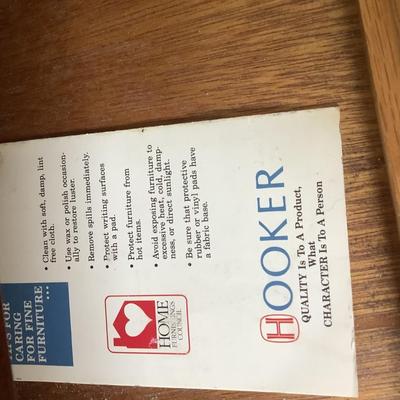 CARING
FOR FINE
FURNITURE ...
• Clean with soft, damp, lint
free cloth.
• Use wax or polish occasion-
ally to restore luster.
• Remove spills immediately.
• Protect writing surfaces
with a pad.
• Protect furniture from
hot items.
• Avoid exposing furniture to
excessive heat, cold, damp-
ness, or direct sunlight.
• Be sure that protective
rubber or vinyl pads have
a fabric base.
HOME
FURNISHINGS
COUNCIL
HOOKER
QUALITY Is To A Product,
What
CHARACTER Is To A Person